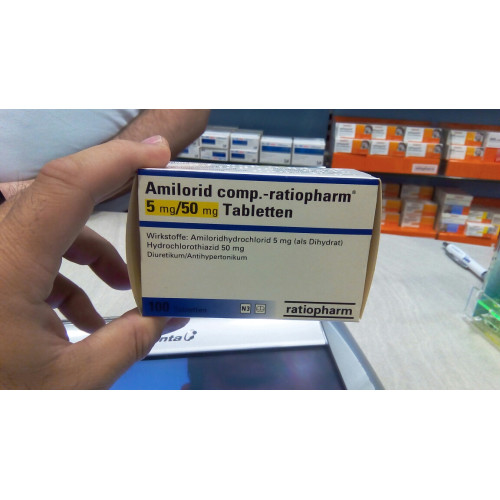 Amilorid comp.-ratiopharm®
5 mg/50 mg Tabletten
Wirkstoffe: Amiloridhydrochlorid 5 mg (als Dihydrat)
Hydrochlorothiazid 50 mg
Diuretikum/Antihypertonikum
100 Tabletten
N3
ratiopharm